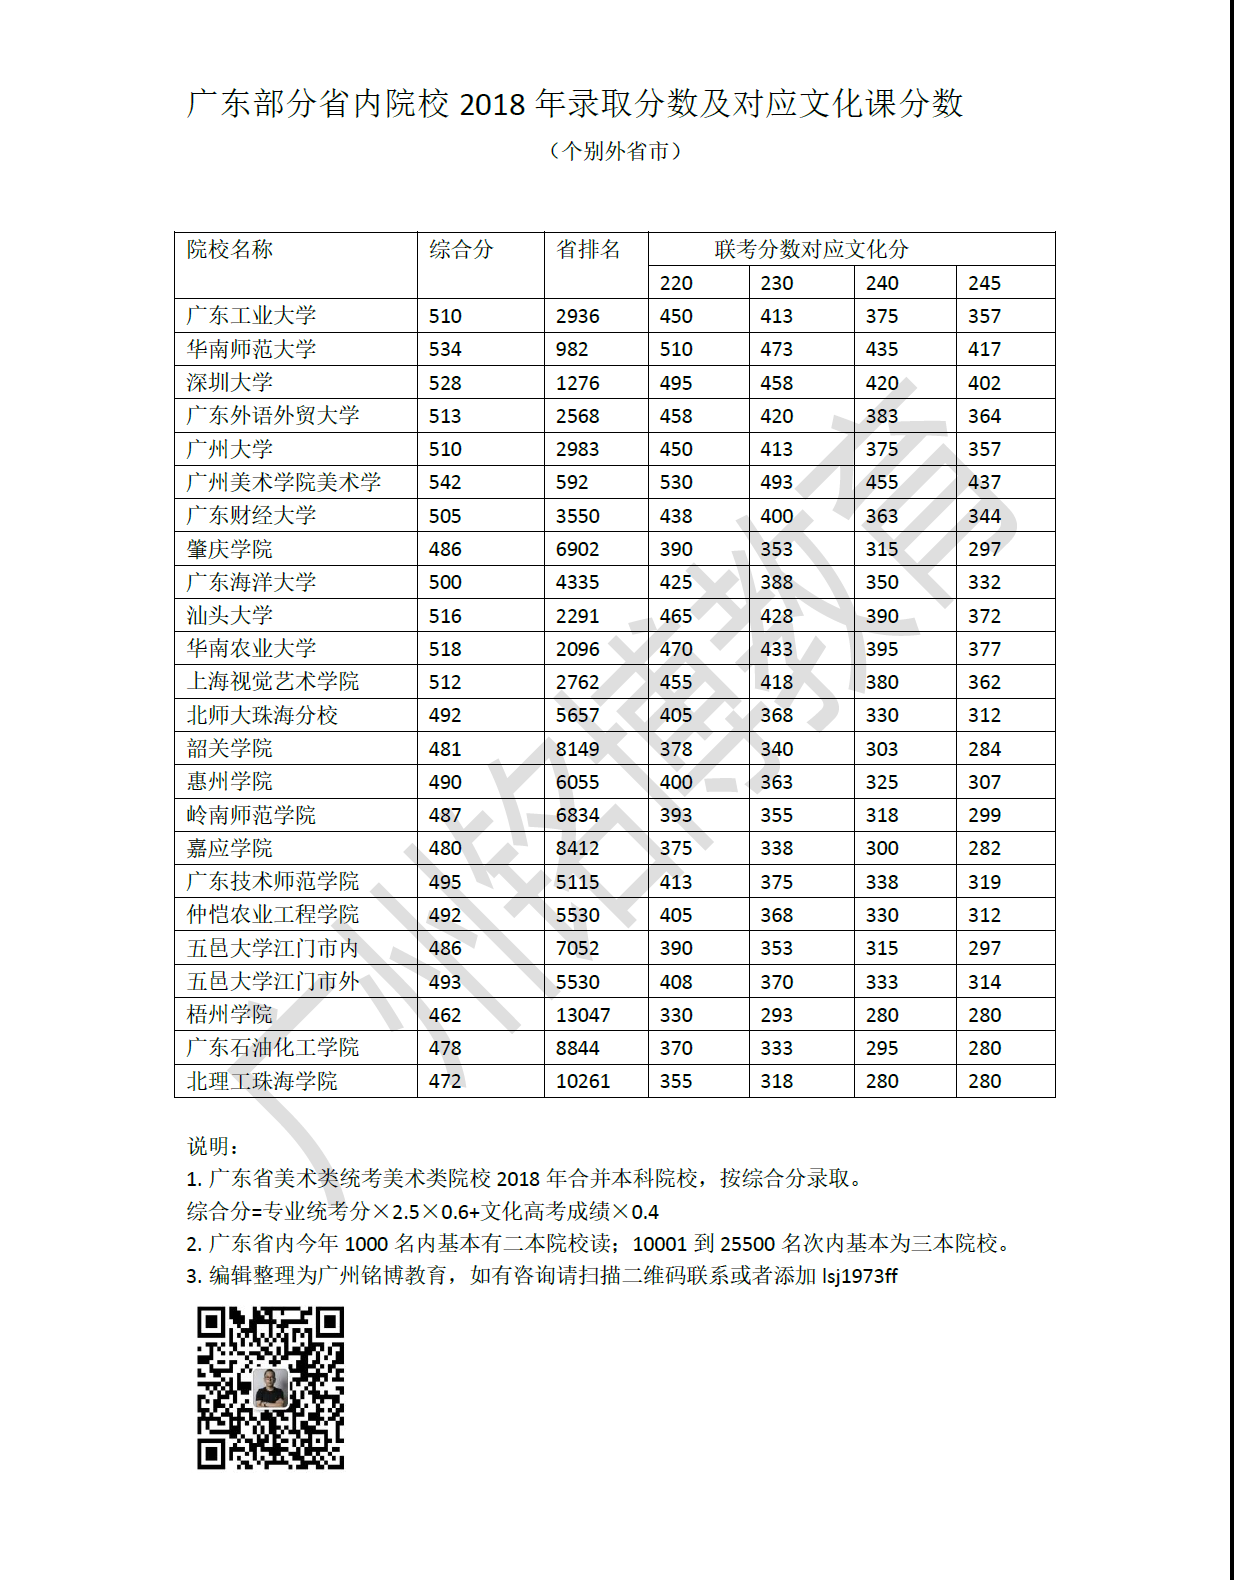 广东部分省内院校 2018 年录取分数及对应文化课分数
（个别外省市）
院校名称 综合分 省排名 联考分数对应文化分
220 230 240 245
广东工业大学 510 2936 450 413 375 357
华南师范大学 534 982 510 473 435 417
深圳大学 528 1276 495 458 420 402
广东外语外贸大学 513 2568 458 420 383 364
广州大学 510 2983 450 413 375 357
广州美术学院美术学 542 592 530 493 455 437
广东财经大学 505 3550 438 400 363 344
肇庆学院 486 6902 390 353 315 297
广东海洋大学 500 4335 425 388 350 332
汕头大学 516 2291 465 428 390 372
华南农业大学 518 2096 470 433 395 377
上海视觉艺术学院 512 2762 455 418 380 362
北师大珠海分校 492 5657 405 368 330 312
韶关学院 481 8149 378 340 303 284
惠州学院 490 6055 400 363 325 307
岭南师范学院 487 6834 393 355 318 299
嘉应学院 480 8412 375 338 300 282
广东技术师范学院 495 5115 413 375 338 319
仲恺农业工程学院 492 5530 405 368 330 312
五邑大学江门市内 486 7052 390 353 315 297
五邑大学江门市外 493 5530 408 370 333 314
梧州学院 462 13047 330 293 280 280
广东石油化工学院 478 8844 370 333 295 280
北理工珠海学院 472 10261 355 318 280 280
广州铭博教育
说明：
1. 广东省美术类统考美术类院校 2018 年合并本科院校，按综合分录取。
综合分=专业统考分×2.5×0.6+文化高考成绩×0.4
2. 广东省内今年 1000 名内基本有二本院校读；10001 到 25500 名次内基本为三本院校。
3. 编辑整理为广州铭博教育，如有咨询请扫描二维码联系或者添加 lsj1973ff